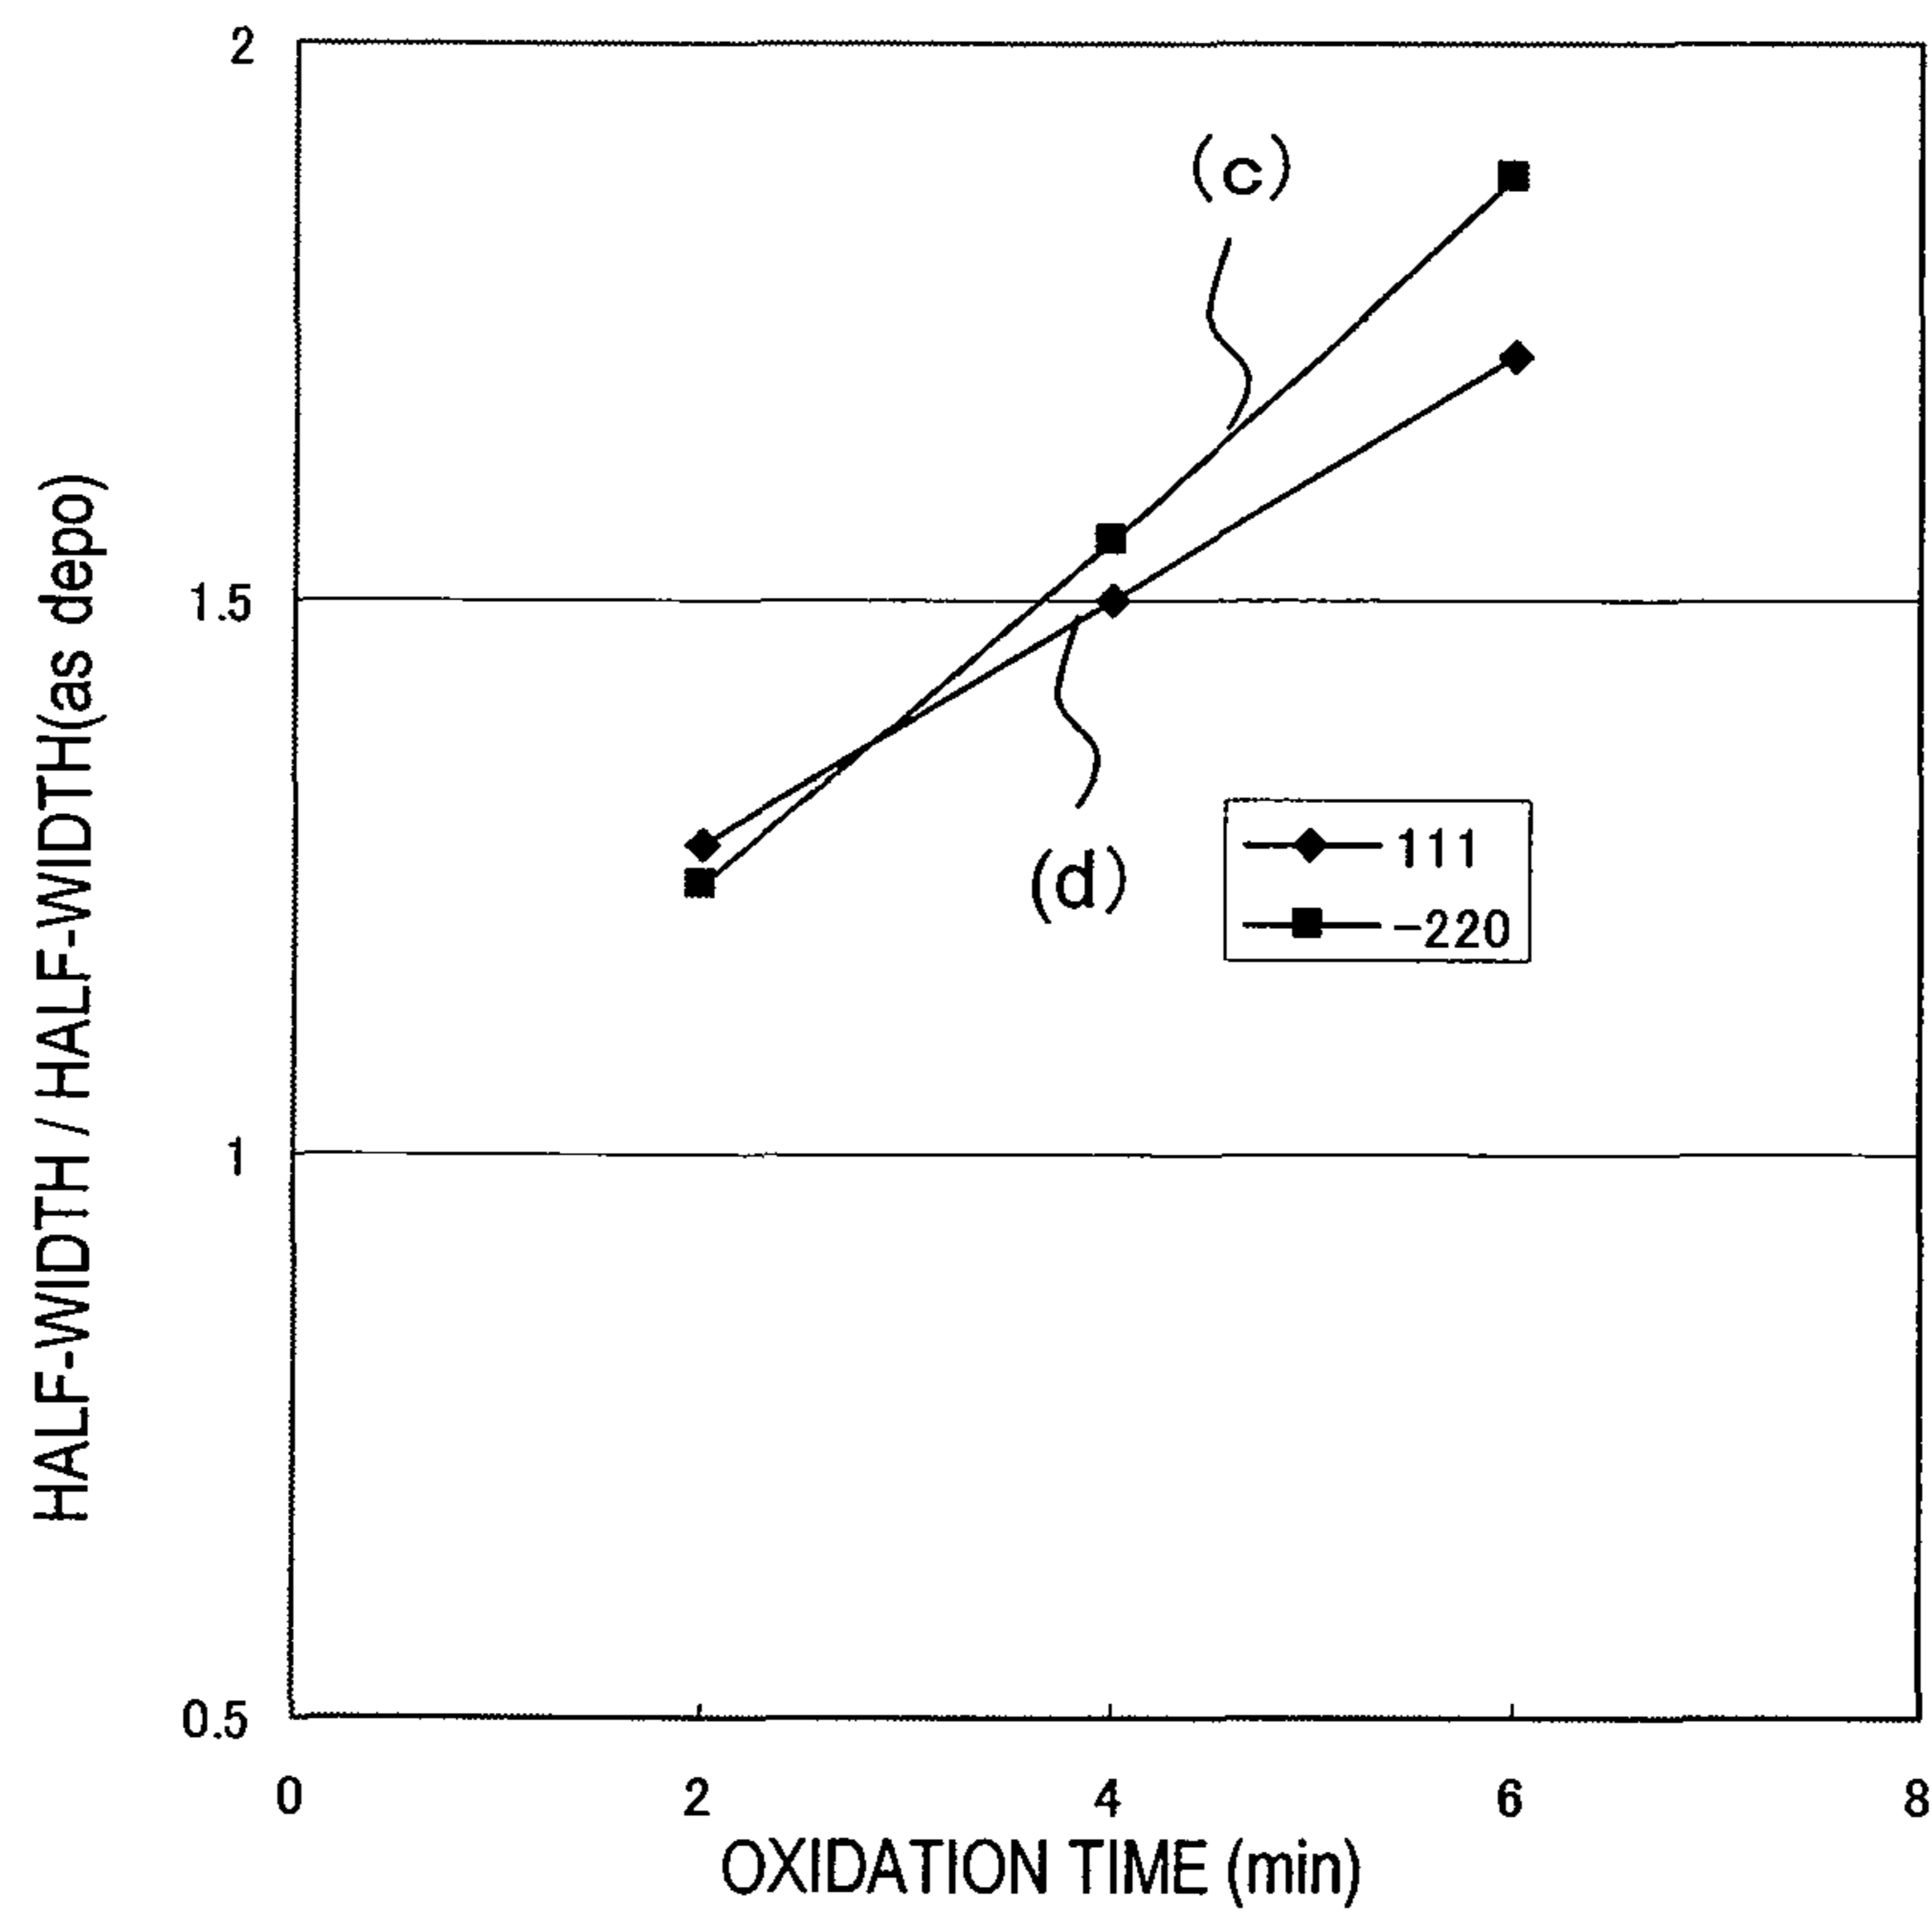 HALF-WIDTH / HALF-WIDTH(as depo)
2
1.5
1
0.5
(c)
(d)
111
-220
0 2 4 6 8
OXIDATION TIME (min)